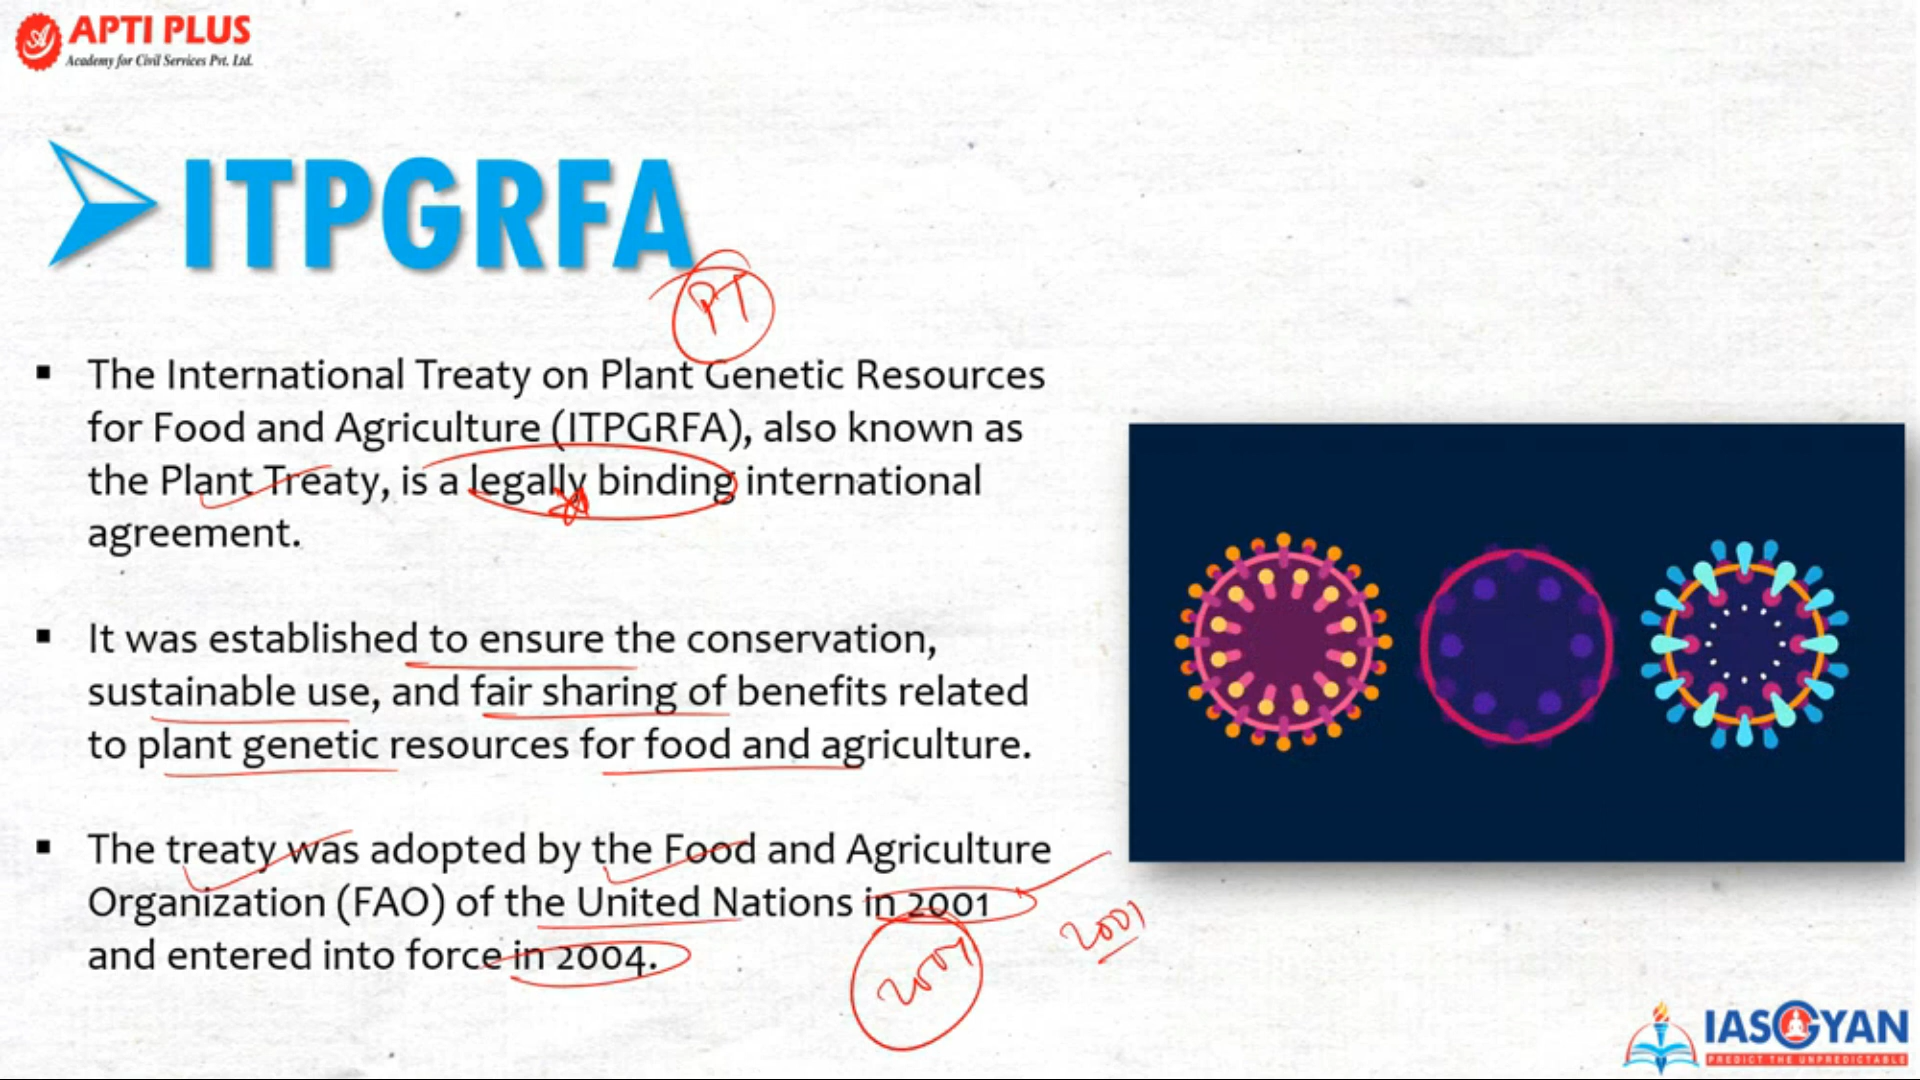 APTI PLUS
Academy for Civil Services Pvt. Ltd.
ITPGRFA
PT
▪ The International Treaty on Plant Genetic Resources
for Food and Agriculture (ITPGRFA), also known as
the Plant Treaty, is a legally binding international
agreement.
▪ It was established to ensure the conservation,
sustainable use, and fair sharing of benefits related
to plant genetic resources for food and agriculture.
▪ The treaty was adopted by the Food and Agriculture
Organization (FAO) of the United Nations in 2001
and entered into force in 2004.
2001
2004
IASGYAN
PREDICT THE UNPREDICTABLE